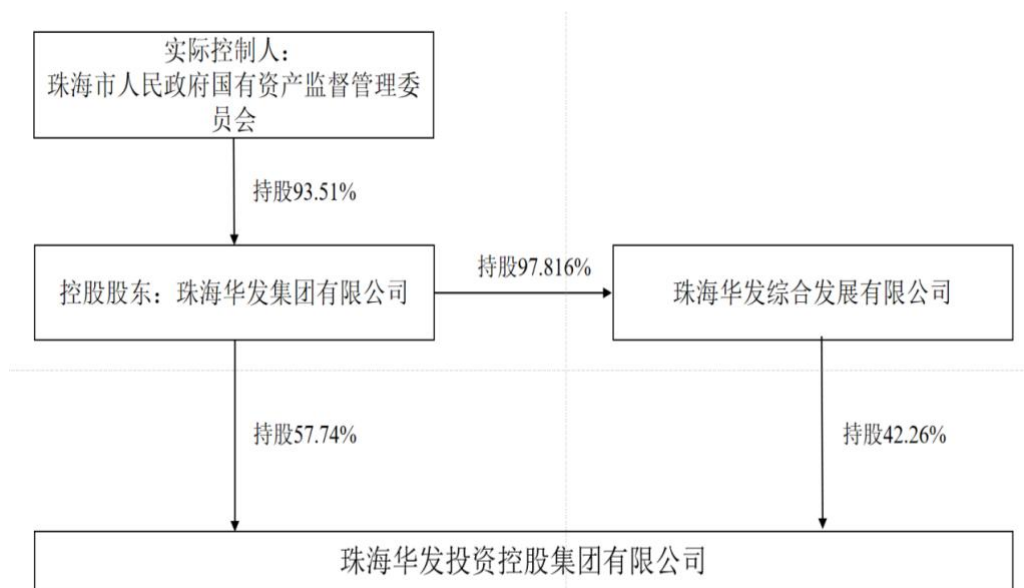 实际控制人：
珠海市人民政府国有资产监督管理委
员会
持股93.51%
控股股东：珠海华发集团有限公司
持股97.816%
珠海华发综合发展有限公司
持股57.74%
持股42.26%
珠海华发投资控股集团有限公司